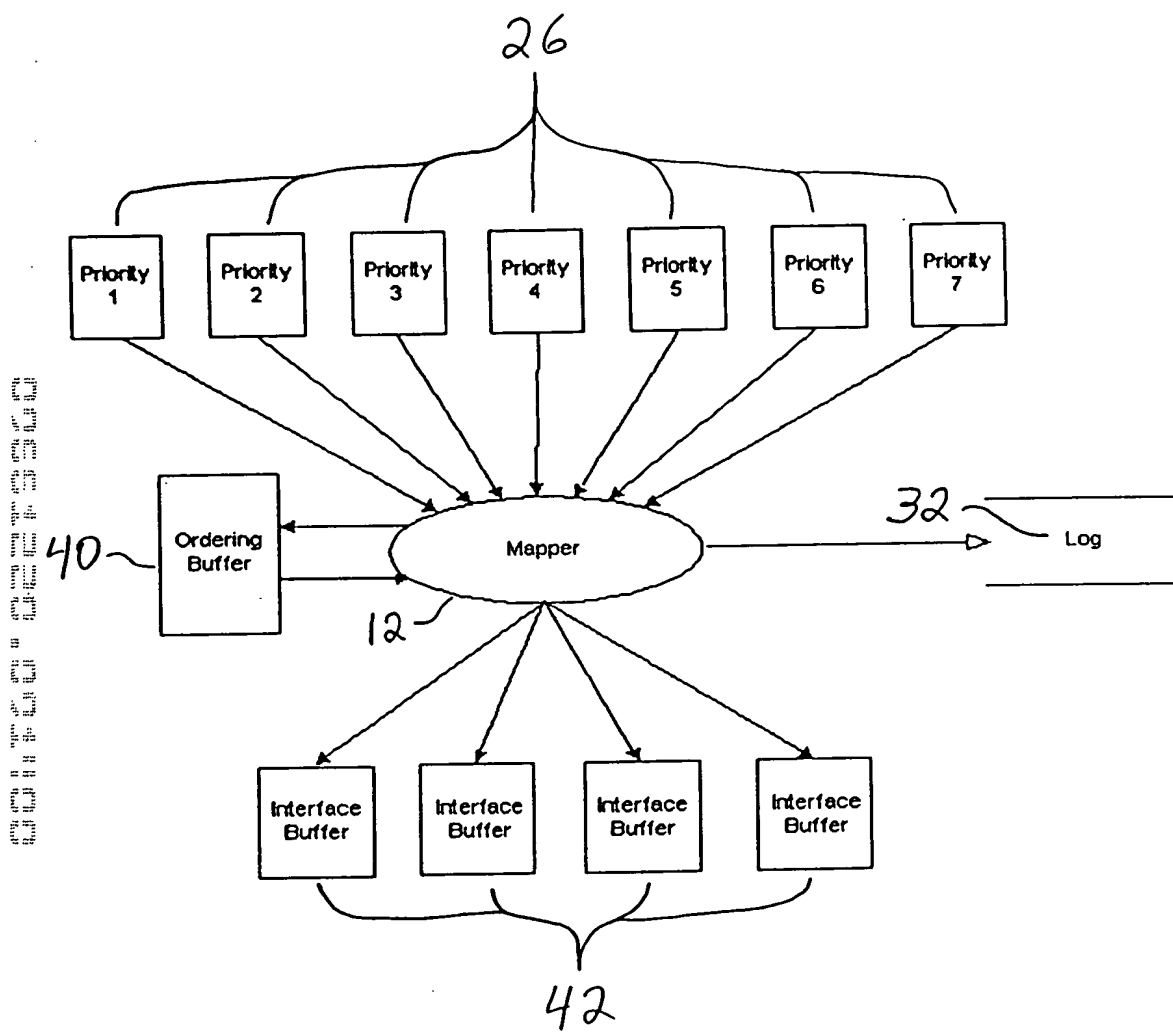 26
Priority
1
Priority
2
Priority
3
Priority
4
Priority
5
Priority
6
Priority
7
Ordering
Buffer
40
Mapper
12
32
Log
Interface
Buffer
Interface
Buffer
Interface
Buffer
Interface
Buffer
42